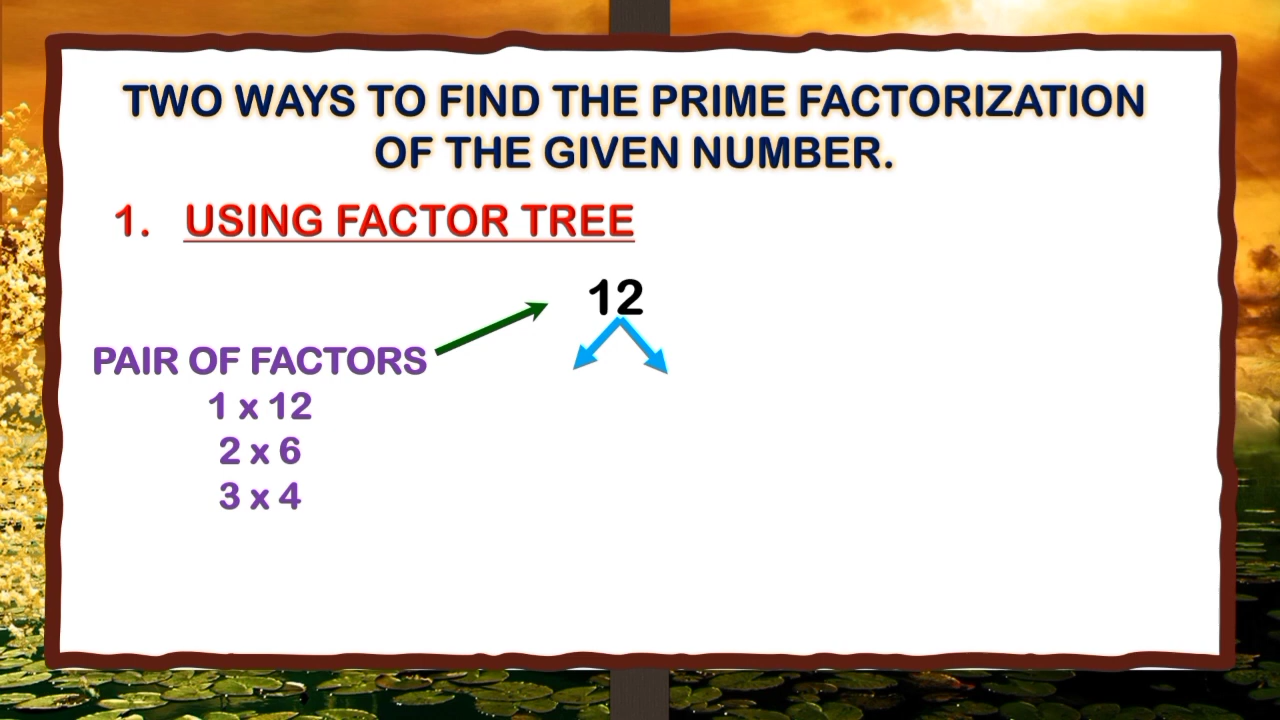 TWO WAYS TO FIND THE PRIME FACTORIZATION
OF THE GIVEN NUMBER.
1. USING FACTOR TREE
12
PAIR OF FACTORS
1 x 12
2 x 6
3 x 4